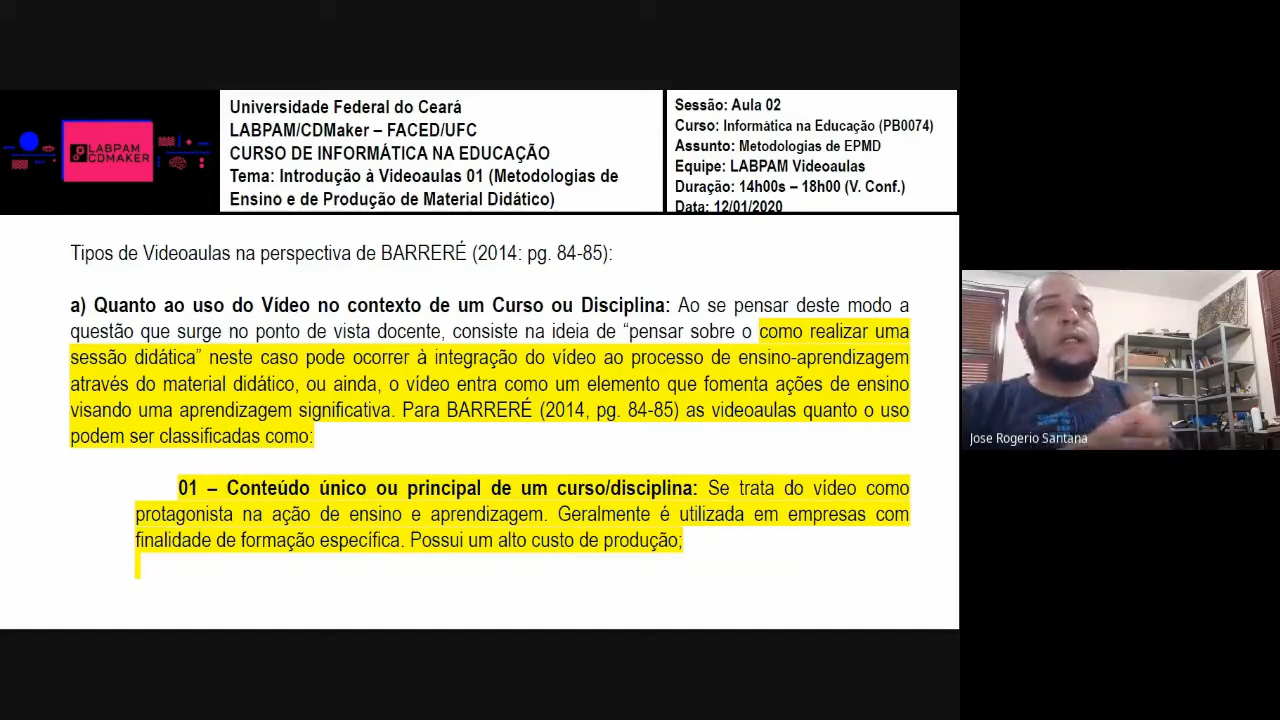 LABPAM
CDMAKER
Universidade Federal do Ceará
LABPAM/CDMaker – FACED/UFC
CURSO DE INFORMÁTICA NA EDUCAÇÃO
Tema: Introdução à Videoaulas 01 (Metodologias de
Ensino e de Produção de Material Didático)
Sessão: Aula 02
Curso: Informática na Educação (PB0074)
Assunto: Metodologias de EPMD
Equipe: LABPAM Videoaulas
Duração: 14h00s – 18h00 (V. Conf.)
Data: 12/01/2020
Tipos de Videoaulas na perspectiva de BARRERÉ (2014: pg. 84-85):
a) Quanto ao uso do Vídeo no contexto de um Curso ou Disciplina: Ao se pensar deste modo a
questão que surge no ponto de vista docente, consiste na ideia de “pensar sobre o como realizar uma
sessão didática” neste caso pode ocorrer à integração do vídeo ao processo de ensino-aprendizagem
através do material didático, ou ainda, o vídeo entra como um elemento que fomenta ações de ensino
visando uma aprendizagem significativa. Para BARRERÉ (2014, pg. 84-85) as videoaulas quanto o uso
podem ser classificadas como:
01 – Conteúdo único ou principal de um curso/disciplina: Se trata do vídeo como
protagonista na ação de ensino e aprendizagem. Geralmente é utilizada em empresas com
finalidade de formação específica. Possui um alto custo de produção;
Jose Rogerio Santana